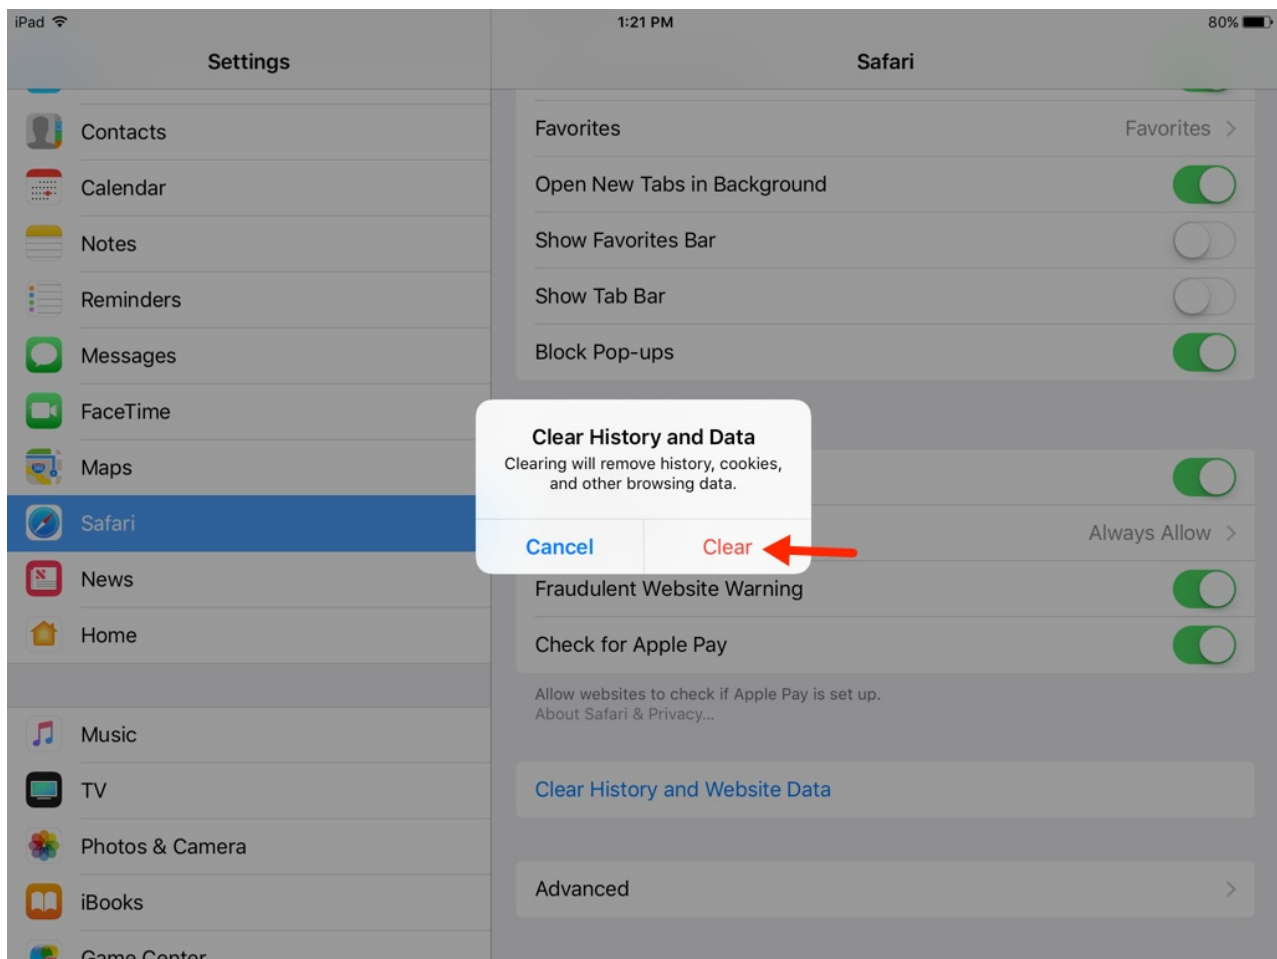 iPad
1:21 PM
80%
Settings
Safari
Contacts
Calendar
Notes
Reminders
Messages
FaceTime
Maps
Safari
News
Home
Music
TV
Photos & Camera
iBooks
Game Center
Favorites
Favorites
Open New Tabs in Background
Show Favorites Bar
Show Tab Bar
Block Pop-ups
Clear History and Data
Clearing will remove history, cookies,
and other browsing data.
Cancel
Clear
Always Allow
Fraudulent Website Warning
Check for Apple Pay
Allow websites to check if Apple Pay is set up.
About Safari & Privacy...
Clear History and Website Data
Advanced